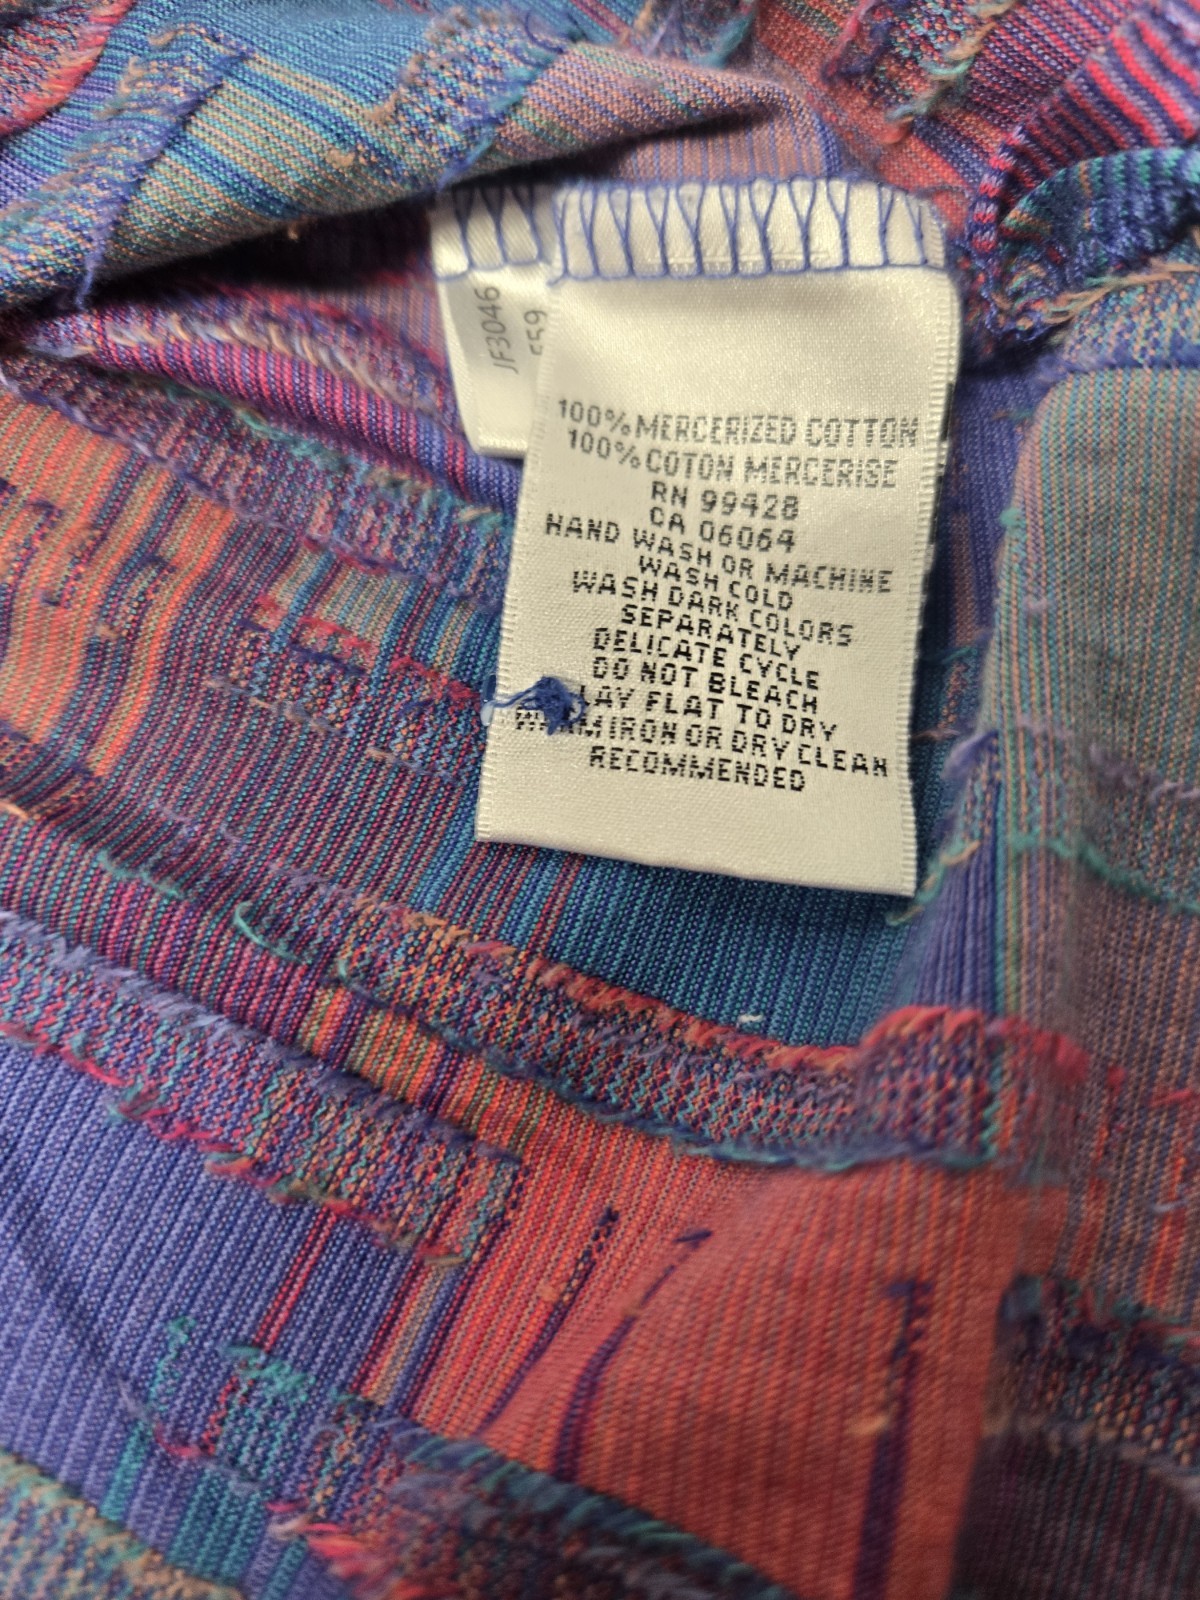 JF3046
100% MERCERIZED COTTON
100% COTON MERCERISE
RN 99428
CA 06064
HAND WASH OR MACHINE
WASH COLD
WASH DARK COLORS
SEPARATELY
DELICATE CYCLE
DO NOT BLEACH
LAY FLAT TO DRY
WARM IRON OR DRY CLEAN
RECOMMENDED